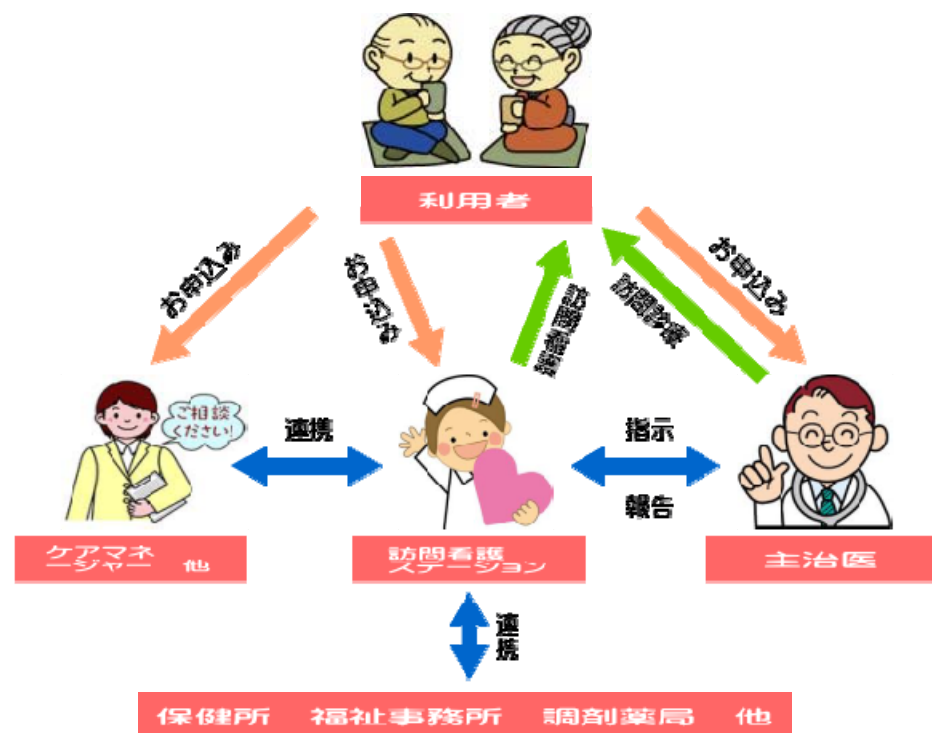 利用者
お申込み
お申込み
訪問看護
訪問診療
お申込み
ご相談
ください!
連携
指示
報告
ケアマネ
ージャー 他
訪問看護
ステーション
主治医
連携
保健所 福祉事務所 調剤薬局 他